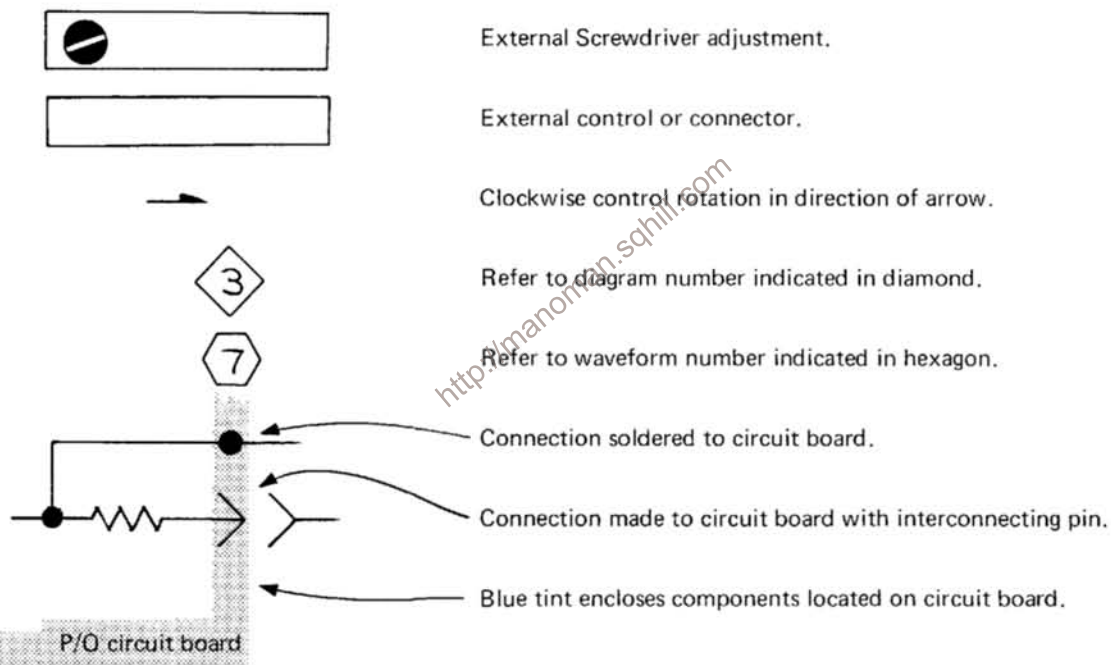 External Screwdriver adjustment.
External control or connector.
Clockwise control rotation in direction of arrow.
3
Refer to diagram number indicated in diamond.
7
Refer to waveform number indicated in hexagon.
Connection soldered to circuit board.
Connection made to circuit board with interconnecting pin.
Blue tint encloses components located on circuit board.
P/O circuit board
http://manoman.sqhill.com